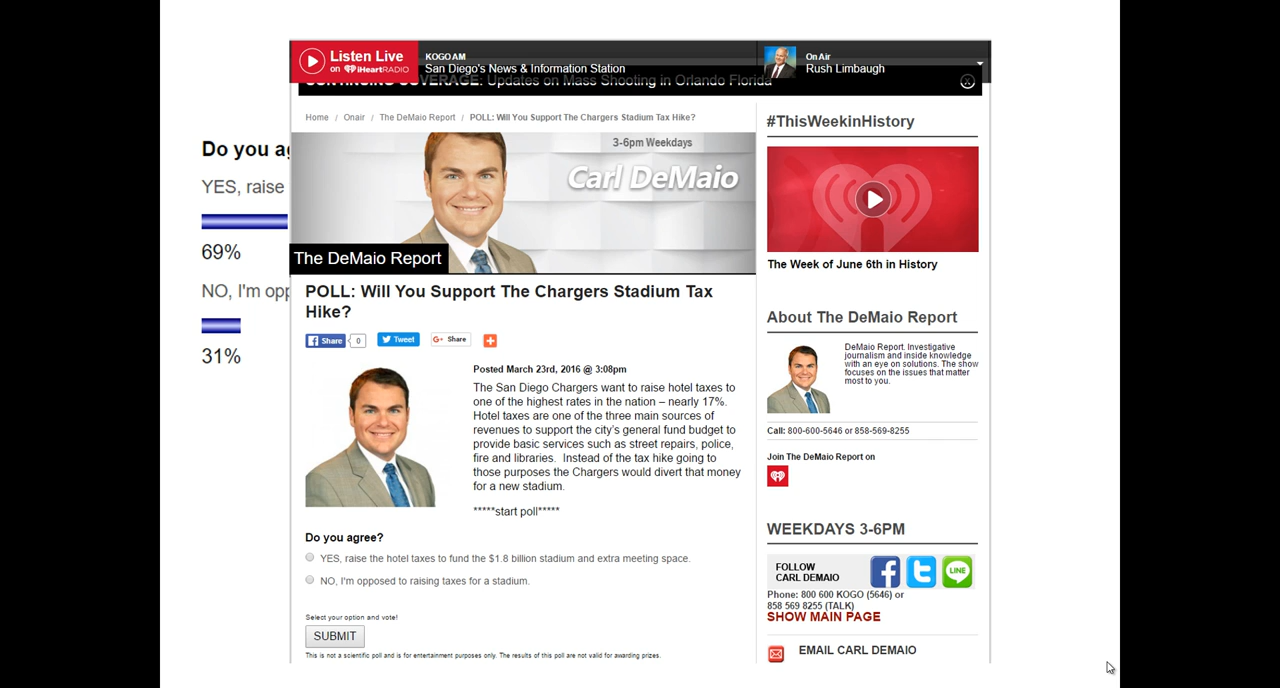 Listen Live
on iHeartRADIO
KOGO AM
San Diego's News & Information Station
On Air
Rush Limbaugh
CONTINUING COVERAGE: Updates on Mass Shooting in Orlando Florida
Home / Onair / The DeMaio Report / POLL: Will You Support The Chargers Stadium Tax Hike?
3-6pm Weekdays
Carl DeMaio
The DeMaio Report
POLL: Will You Support The Chargers Stadium Tax
Hike?
Share
0
Tweet
G+ Share
Posted March 23rd, 2016 @ 3:08pm
The San Diego Chargers want to raise hotel taxes to
one of the highest rates in the nation – nearly 17%.
Hotel taxes are one of the three main sources of
revenues to support the city's general fund budget to
provide basic services such as street repairs, police,
fire and libraries.  Instead of the tax hike going to
those purposes the Chargers would divert that money
for a new stadium.
*****start poll*****
Do you agree?
YES, raise the hotel taxes to fund the $1.8 billion stadium and extra meeting space.
NO, I'm opposed to raising taxes for a stadium.
Select your option and vote!
SUBMIT
This is not a scientific poll and is for entertainment purposes only. The results of this poll are not valid for awarding prizes.
#ThisWeekinHistory
The Week of June 6th in History
About The DeMaio Report
DeMaio Report. Investigative
journalism and inside knowledge
with an eye on solutions. The show
focuses on the issues that matter
most to you.
Call: 800-600-5646 or 858-569-8255
Join The DeMaio Report on
WEEKDAYS 3-6PM
FOLLOW
CARL DEMAIO
LINE
Phone: 800 600 KOGO (5646) or
858 569 8255 (TALK)
SHOW MAIN PAGE
EMAIL CARL DEMAIO
Do you ag
YES, raise
69%
NO, I'm opp
31%